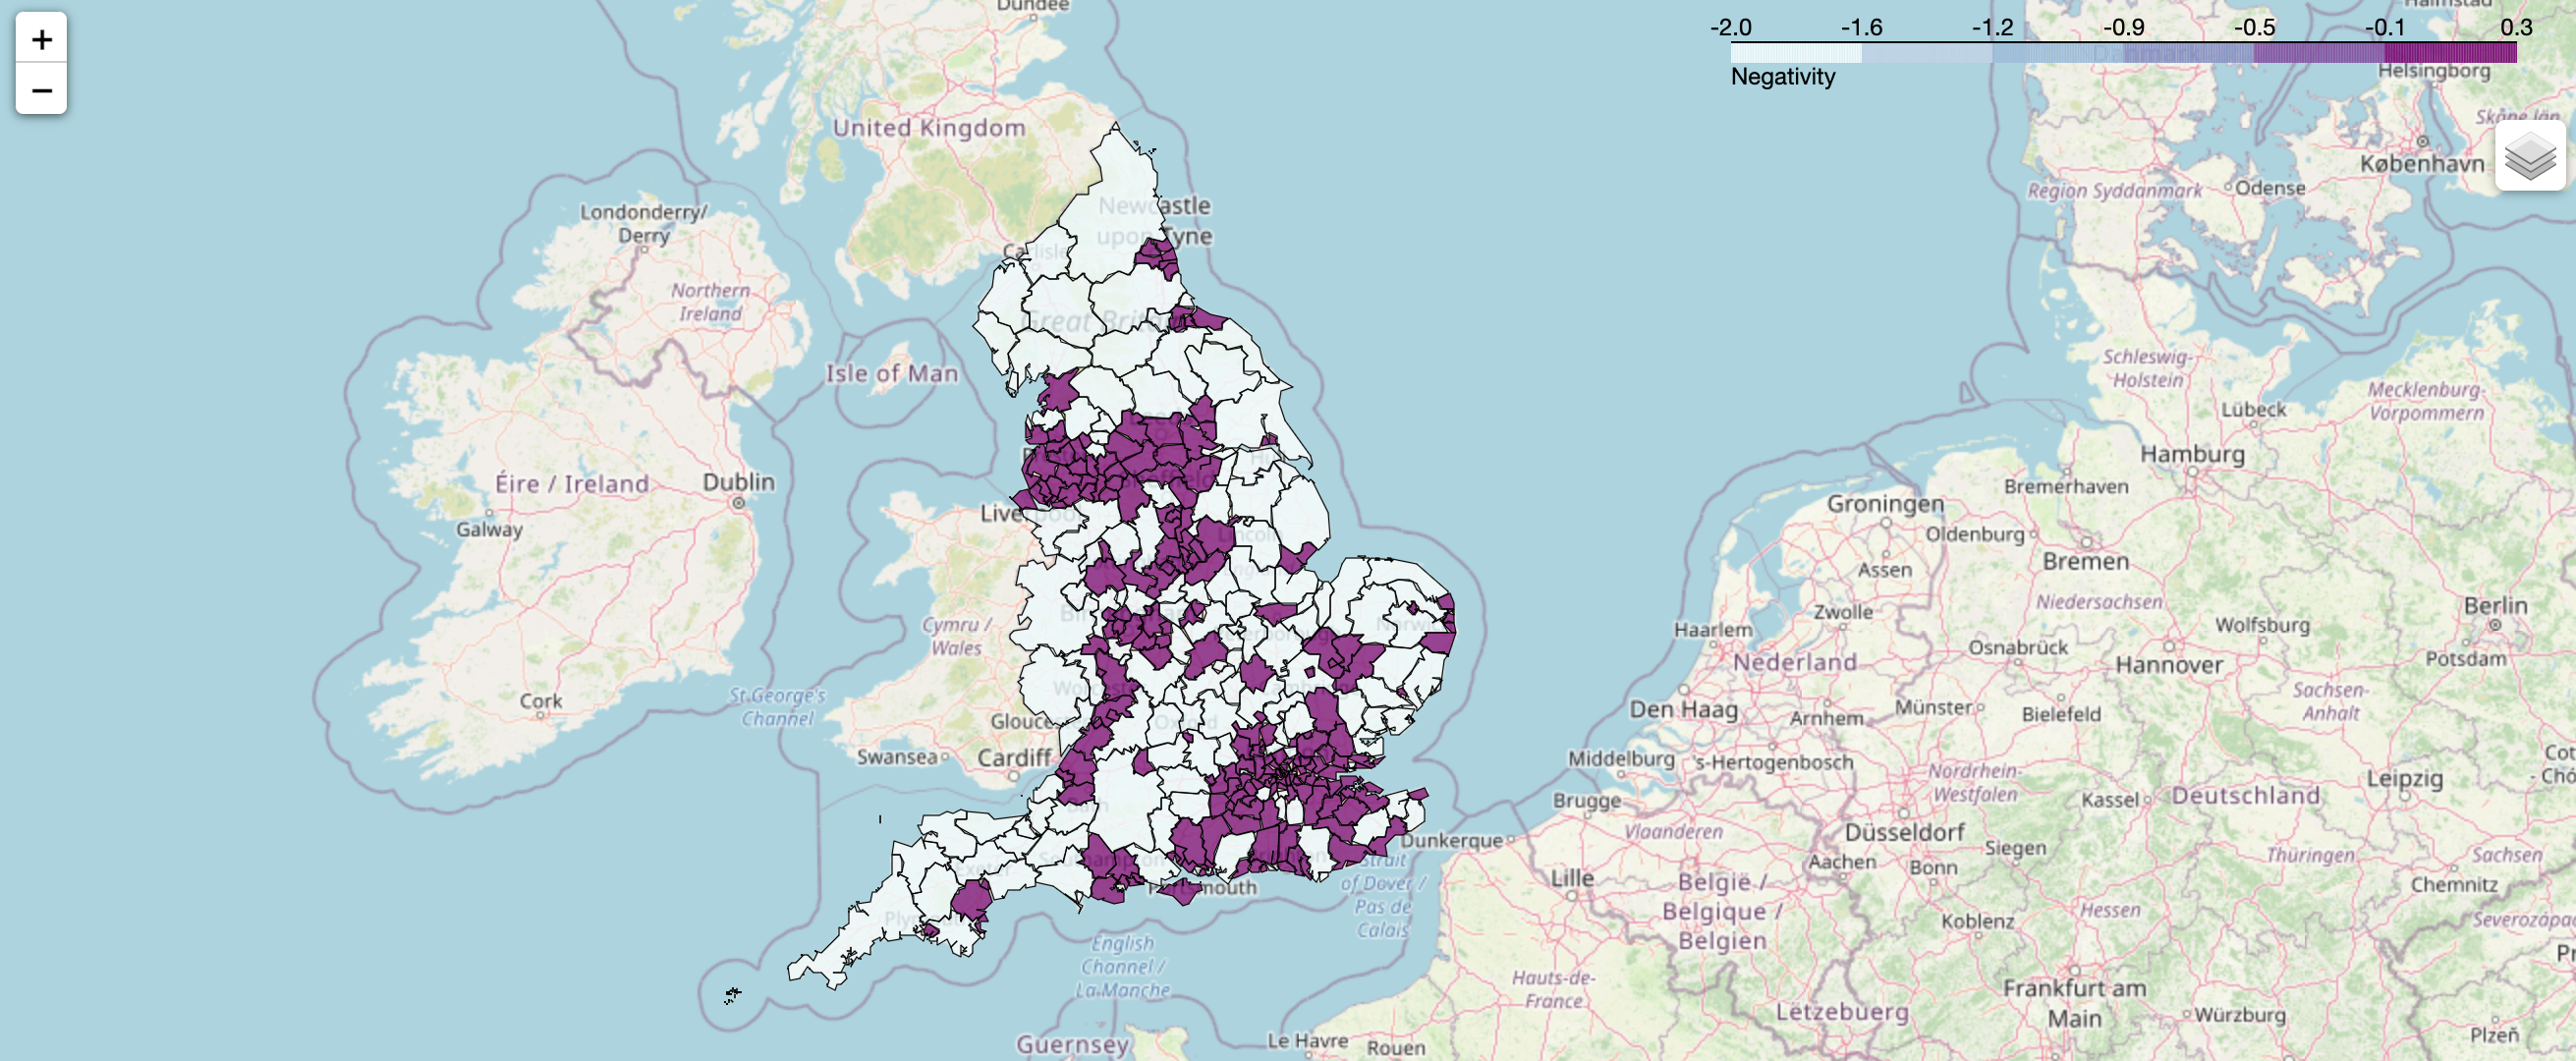 +
−
-2.0 -1.6 -1.2 -0.9 -0.5 -0.1 0.3
Negativity
Dundee
United Kingdom
Londonderry/
Derry
Northern
Ireland
Newcastle
upon Tyne
Carlisle
Isle of Man
Éire / Ireland
Dublin
Galway
Cork
St George's
Channel
Cymru /
Wales
Swansea
Cardiff
Lincoln
Plymouth
Portsmouth
English
Channel /
La Manche
Guernsey
Strait
of Dover /
Pas de
Calais
Danmark
Helsingborg
Skåne län
København
Region Syddanmark
Odense
Schleswig-
Holstein
Mecklenburg-
Vorpommern
Lübeck
Hamburg
Bremerhaven
Groningen
Oldenburg
Bremen
Assen
Niedersachsen
Berlin
Zwolle
Wolfsburg
Haarlem
Osnabrück
Potsdam
Nederland
Hannover
Den Haag
Arnhem
Münster
Bielefeld
Sachsen-
Anhalt
Middelburg
's-Hertogenbosch
Nordrhein-
Westfalen
Leipzig
Brugge
Kassel
Deutschland
Dunkerque
Vlaanderen
Düsseldorf
Siegen
Thüringen
Sachsen
Aachen
Bonn
Lille
België /
Belgique /
Belgien
Chemnitz
Koblenz
Hessen
Hauts-de-
France
Frankfurt am
Main
Lëtzebuerg
Würzburg
Plzeň
Le Havre
Rouen